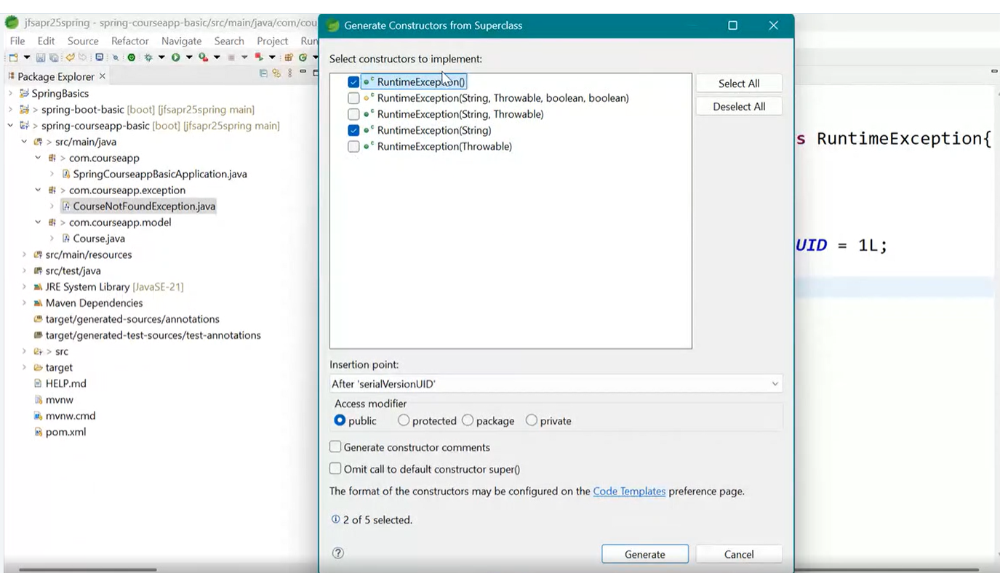 jfsapr25spring - spring-courseapp-basic/src/main/java/com/cou
File Edit Source Refactor Navigate Search Project Run
Package Explorer
SpringBasics
> spring-boot-basic [boot] [jfsapr25spring main]
> spring-courseapp-basic [boot] [jfsapr25spring main]
> src/main/java
> com.courseapp
SpringCourseappBasicApplication.java
> com.courseapp.exception
CourseNotFoundException.java
> com.courseapp.model
Course.java
src/main/resources
src/test/java
JRE System Library [JavaSE-21]
Maven Dependencies
target/generated-sources/annotations
target/generated-test-sources/test-annotations
> src
target
HELP.md
mvnw
mvnw.cmd
pom.xml
Generate Constructors from Superclass
Select constructors to implement:
RuntimeException()
RuntimeException(String, Throwable, boolean, boolean)
RuntimeException(String, Throwable)
RuntimeException(String)
RuntimeException(Throwable)
Select All
Deselect All
Insertion point:
After 'serialVersionUID'
Access modifier
public protected package private
Generate constructor comments
Omit call to default constructor super()
The format of the constructors may be configured on the Code Templates preference page.
2 of 5 selected.
Generate Cancel
s RuntimeException{
UID = 1L;